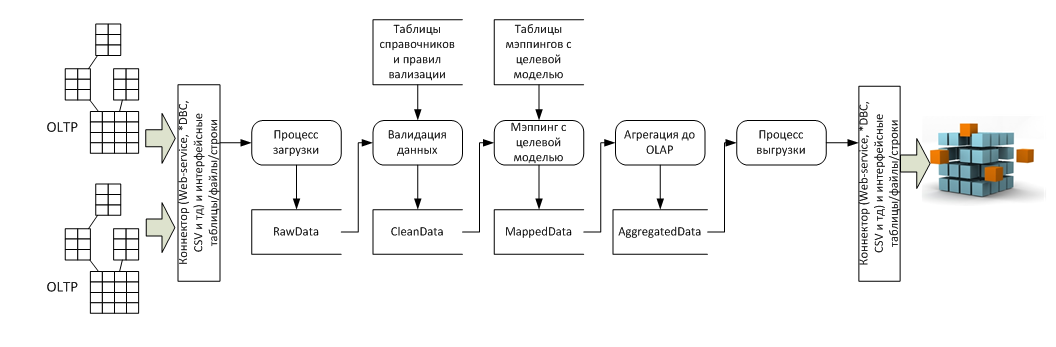 Таблицы
справочников
и правил
вализации
Таблицы
мэппингов с
целевой
моделью
OLTP
OLTP
Коннектор (Web-service, *DBC,
CSV и тд) и интерфейсные
таблицы/файлы/строки
Процесс
загрузки
Валидация
данных
Мэппинг с
целевой
моделью
Агрегация до
OLAP
Процесс
выгрузки
RawData
CleanData
MappedData
AggregatedData
Коннектор (Web-service, *DBC,
CSV и тд) и интерфейсные
таблицы/файлы/строки